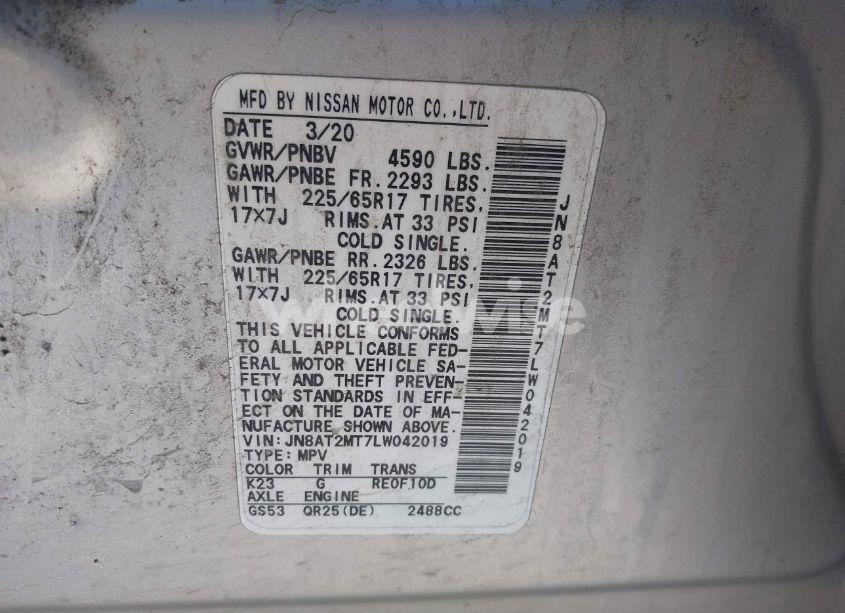 MFD BY NISSAN MOTOR CO.,LTD.
DATE 3/20
GVWR/PNBV 4590 LBS.
GAWR/PNBE FR. 2293 LBS.
WITH 225/65R17 TIRES.
17×7J RIMS AT 33 PSI
COLD SINGLE.
GAWR/PNBE RR. 2326 LBS.
WITH 225/65R17 TIRES.
17×7J RIMS AT 33 PSI
COLD SINGLE.
THIS VEHICLE CONFORMS
TO ALL APPLICABLE FED-
ERAL MOTOR VEHICLE SA-
FETY AND THEFT PREVEN-
TION STANDARDS IN EFF-
ECT ON THE DATE OF MA-
NUFACTURE SHOWN ABOVE.
VIN:JN8AT2MT7LW042019
TYPE:MPV
COLOR TRIM TRANS
K23 G RE0F10D
AXLE ENGINE
GS53 QR25(DE) 2488CC
JN8AT2MT7LW042019